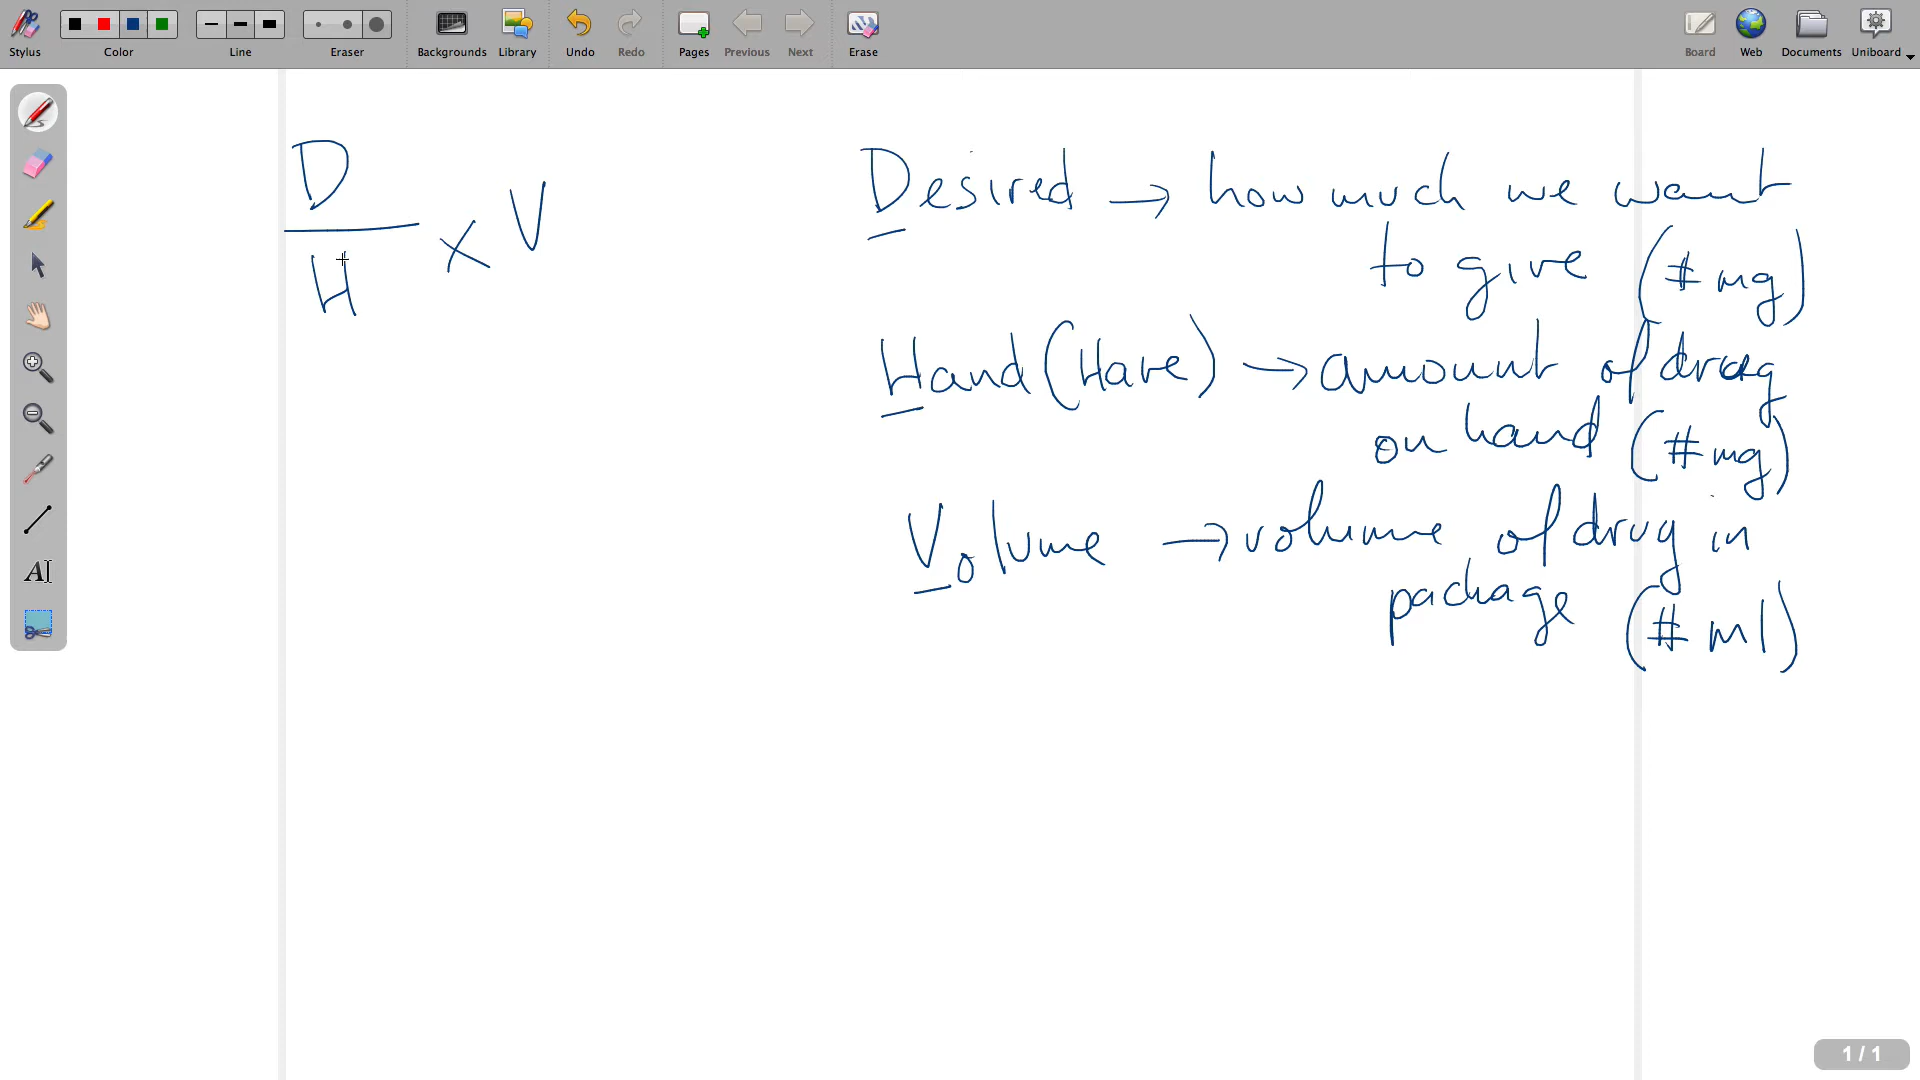 Stylus Color Line Eraser Backgrounds Library Undo Redo Pages Previous Next Erase Board Web Documents Uniboard
D
H
× V
Desired → how much we want
to give (# mg)
Hand (Have) → amount of drug
on hand (# mg)
Volume → volume of drug in
package (# ml)
1 / 1